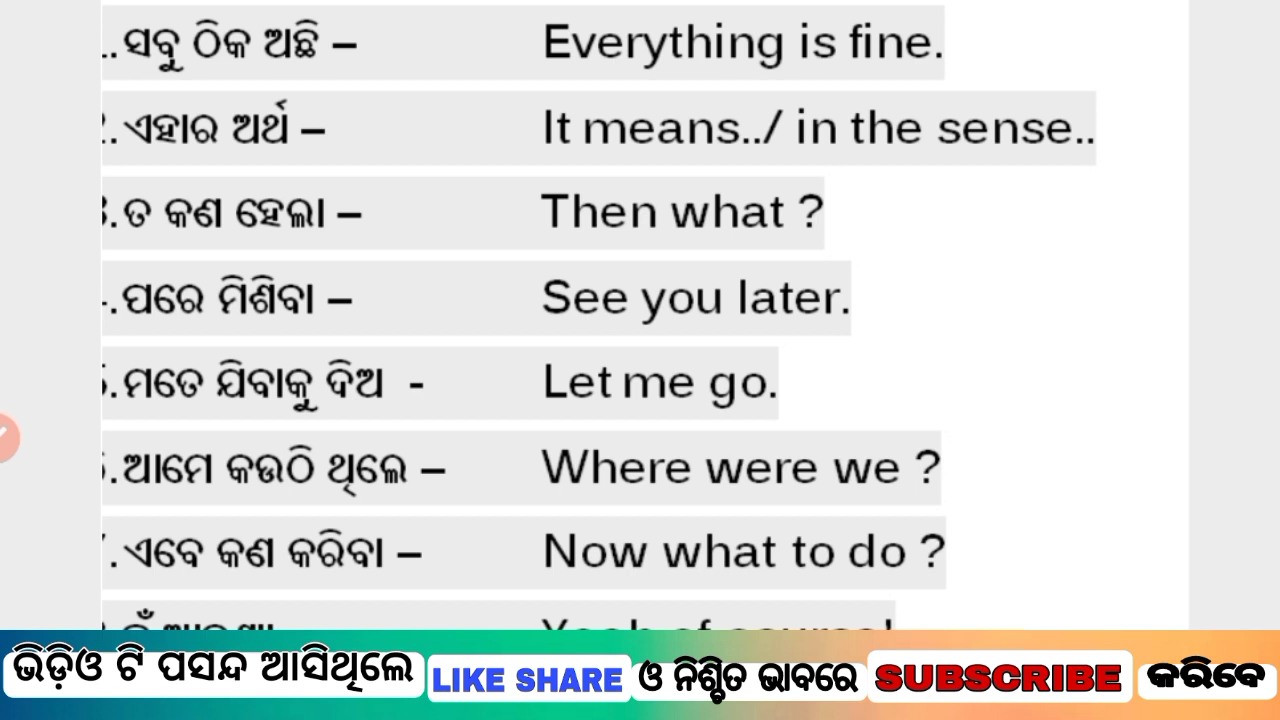 .ସବୁ ଠିକ ଅଛି – Everything is fine.
.ଏହାର ଅର୍ଥ – It means../ in the sense..
.ତ କଣ ହେଲା – Then what ?
.ପରେ ମିଶିବା – See you later.
.ମତେ ଯିବାକୁ ଦିଅ - Let me go.
.ଆମେ କଉଠି ଥିଲେ – Where were we ?
.ଏବେ କଣ କରିବା – Now what to do ?
ଭିଡ଼ିଓ ଟି ପସନ୍ଦ ଆସିଥିଲେ LIKE SHARE ଓ ନିଶ୍ଚିତ ଭାବରେ SUBSCRIBE କରିବେ